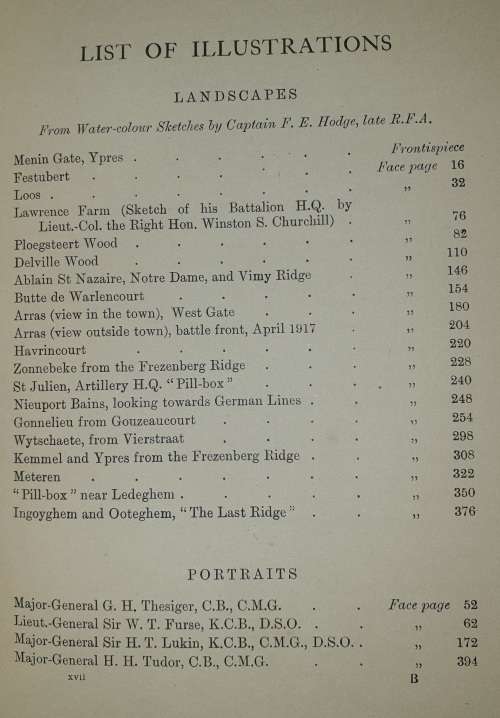 LIST OF ILLUSTRATIONS
LANDSCAPES
From Water-colour Sketches by Captain F. E. Hodge, late R.F.A.
Menin Gate, Ypres . . . . . . Frontispiece
Festubert . . . . . . Face page 16
Loos . . . . . . . „ 32
Lawrence Farm (Sketch of his Battalion H.Q. by
Lieut.-Col. the Right Hon. Winston S. Churchill) . „ 76
Ploegsteert Wood . . . . . . „ 82
Delville Wood . . . . . . „ 110
Ablain St Nazaire, Notre Dame, and Vimy Ridge . „ 146
Butte de Warlencourt . . . . . „ 154
Arras (view in the town), West Gate . . . „ 180
Arras (view outside town), battle front, April 1917 . „ 204
Havrincourt . . . . . . „ 220
Zonnebeke from the Frezenberg Ridge . . . „ 228
St Julien, Artillery H.Q. “Pill-box” . . . . „ 240
Nieuport Bains, looking towards German Lines . . „ 248
Gonnelieu from Gouzeaucourt . . . . „ 254
Wytschaete, from Vierstraat . . . . „ 298
Kemmel and Ypres from the Frezenberg Ridge . . „ 308
Meteren . . . . . . . „ 322
“Pill-box” near Ledeghem . . . . . „ 350
Ingoyghem and Ooteghem, “The Last Ridge” . . „ 376
PORTRAITS
Major-General G. H. Thesiger, C.B., C.M.G. . . Face page 52
Lieut.-General Sir W. T. Furse, K.C.B., D.S.O. . . „ 62
Major-General Sir H. T. Lukin, K.C.B., C.M.G., D.S.O. . „ 172
Major-General H. H. Tudor, C.B., C.M.G. . . „ 394
xvii B